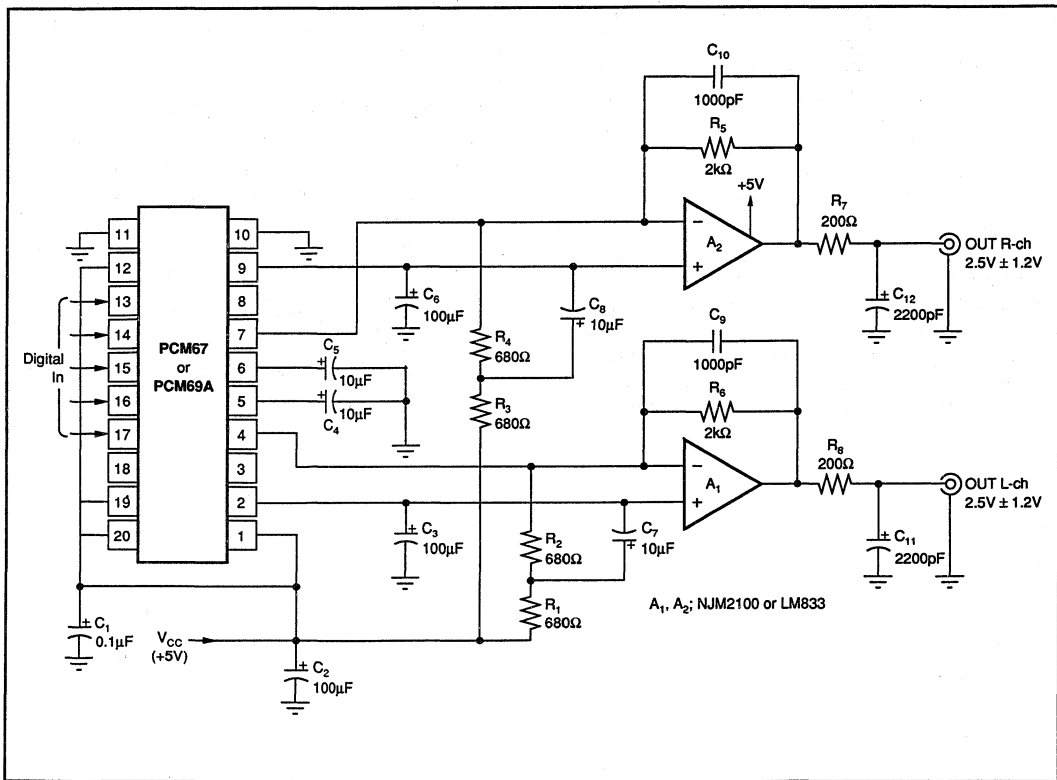 C10
1000pF
R5
2kΩ
+5V
R7
200Ω
A2
−
+
OUT R-ch
2.5V ± 1.2V
C12
2200pF
+
11
12
13
14
15
16
17
18
19
20
10
9
8
7
6
5
4
3
2
1
PCM67
or
PCM69A
Digital
In
+
C6
100µF
C8
10µF
+
R4
680Ω
R3
680Ω
+
C5
10µF
+
10µF
C4
C9
1000pF
R6
2kΩ
A1
−
+
R8
200Ω
OUT L-ch
2.5V ± 1.2V
+
C11
2200pF
+
C3
100µF
R2
680Ω
C7
10µF
+
R1
680Ω
A1, A2; NJM2100 or LM833
+
C1
0.1µF
VCC
(+5V)
+
C2
100µF